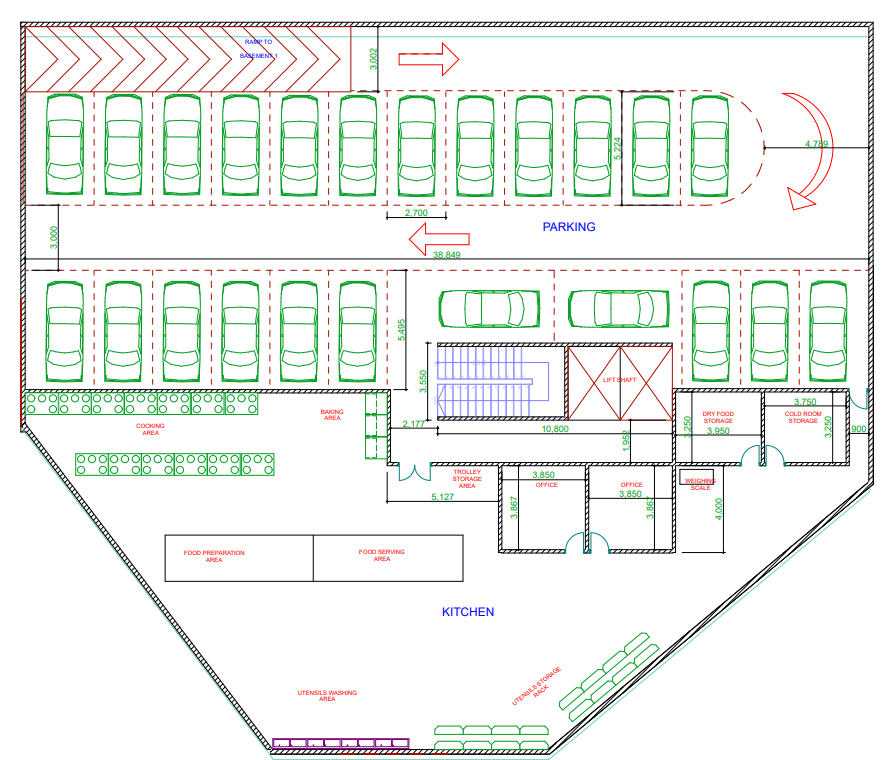 RAMP TO
BASEMENT 1
3,002
5,224
4,789
2,700
PARKING
3,000
38,849
5,495
3,550
LIFT SHAFT
COOKING
AREA
BAKING
AREA
2,177
10,800
1,952
3,250
DRY FOOD
STORAGE
3,950
3,750
COLD ROOM
STORAGE
3,250
900
TROLLEY
STORAGE
AREA
5,127
3,850
OFFICE
3,867
OFFICE
3,850
3,867
WEIGHING
SCALE
4,000
FOOD PREPARATION
AREA
FOOD SERVING
AREA
KITCHEN
UTENSILS WASHING
AREA
UTENSILS STORAGE
RACK